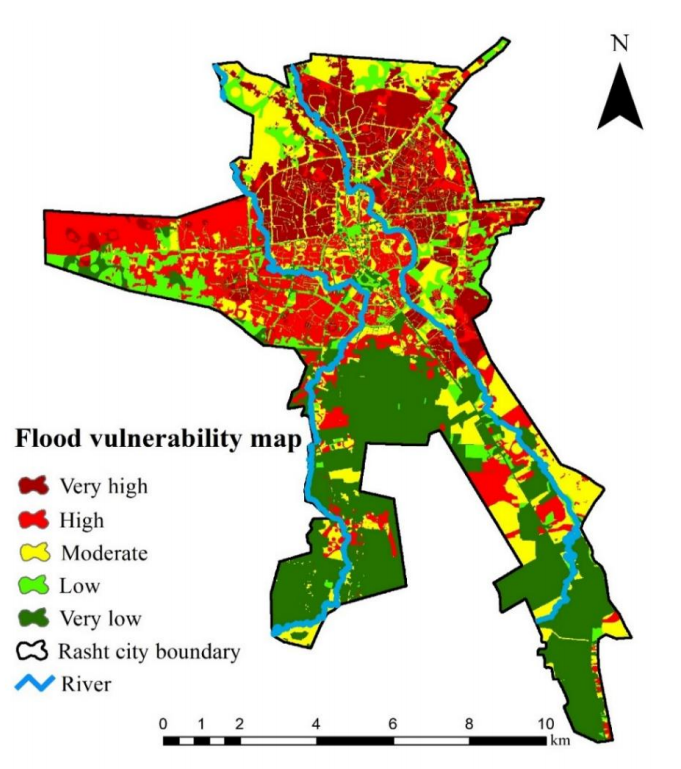 N
Flood vulnerability map
Very high
High
Moderate
Low
Very low
Rasht city boundary
River
0 1 2 4 6 8 10
km